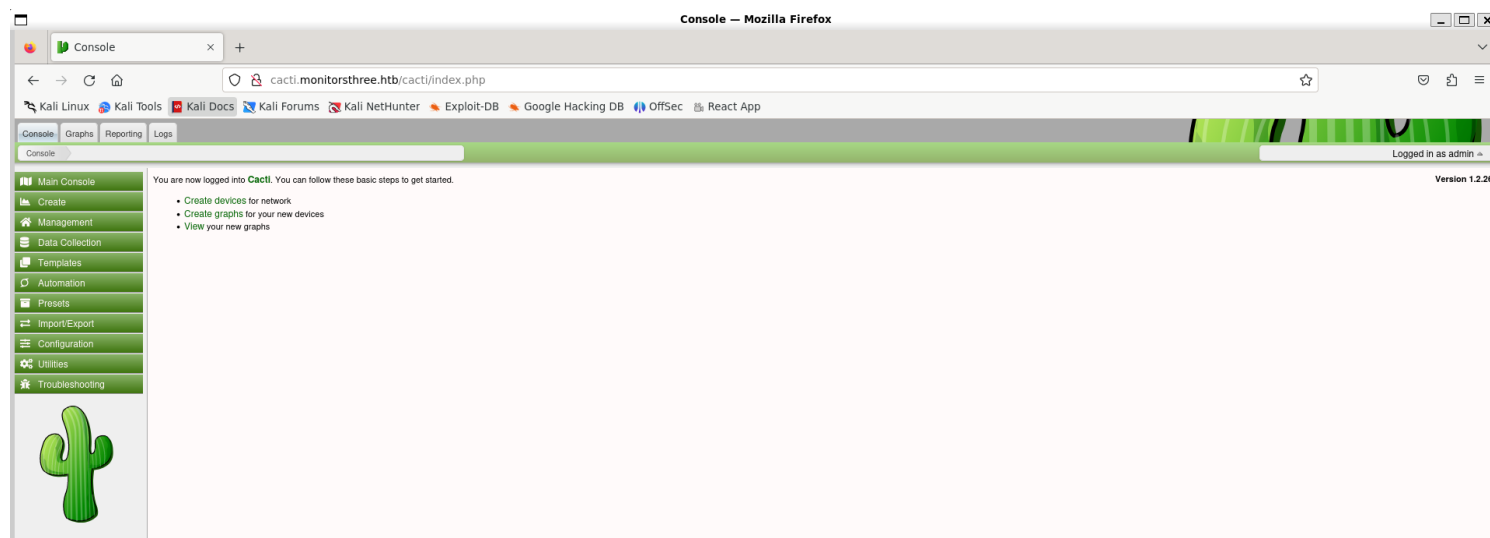 Console — Mozilla Firefox
Console
cacti.monitorsthree.htb/cacti/index.php
Kali Linux Kali Tools Kali Docs Kali Forums Kali NetHunter Exploit-DB Google Hacking DB OffSec React App
Console Graphs Reporting Logs
Console Logged in as admin
Main Console
Create
Management
Data Collection
Templates
Automation
Presets
Import/Export
Configuration
Utilities
Troubleshooting
You are now logged into Cacti. You can follow these basic steps to get started. Version 1.2.26
• Create devices for network
• Create graphs for your new devices
• View your new graphs